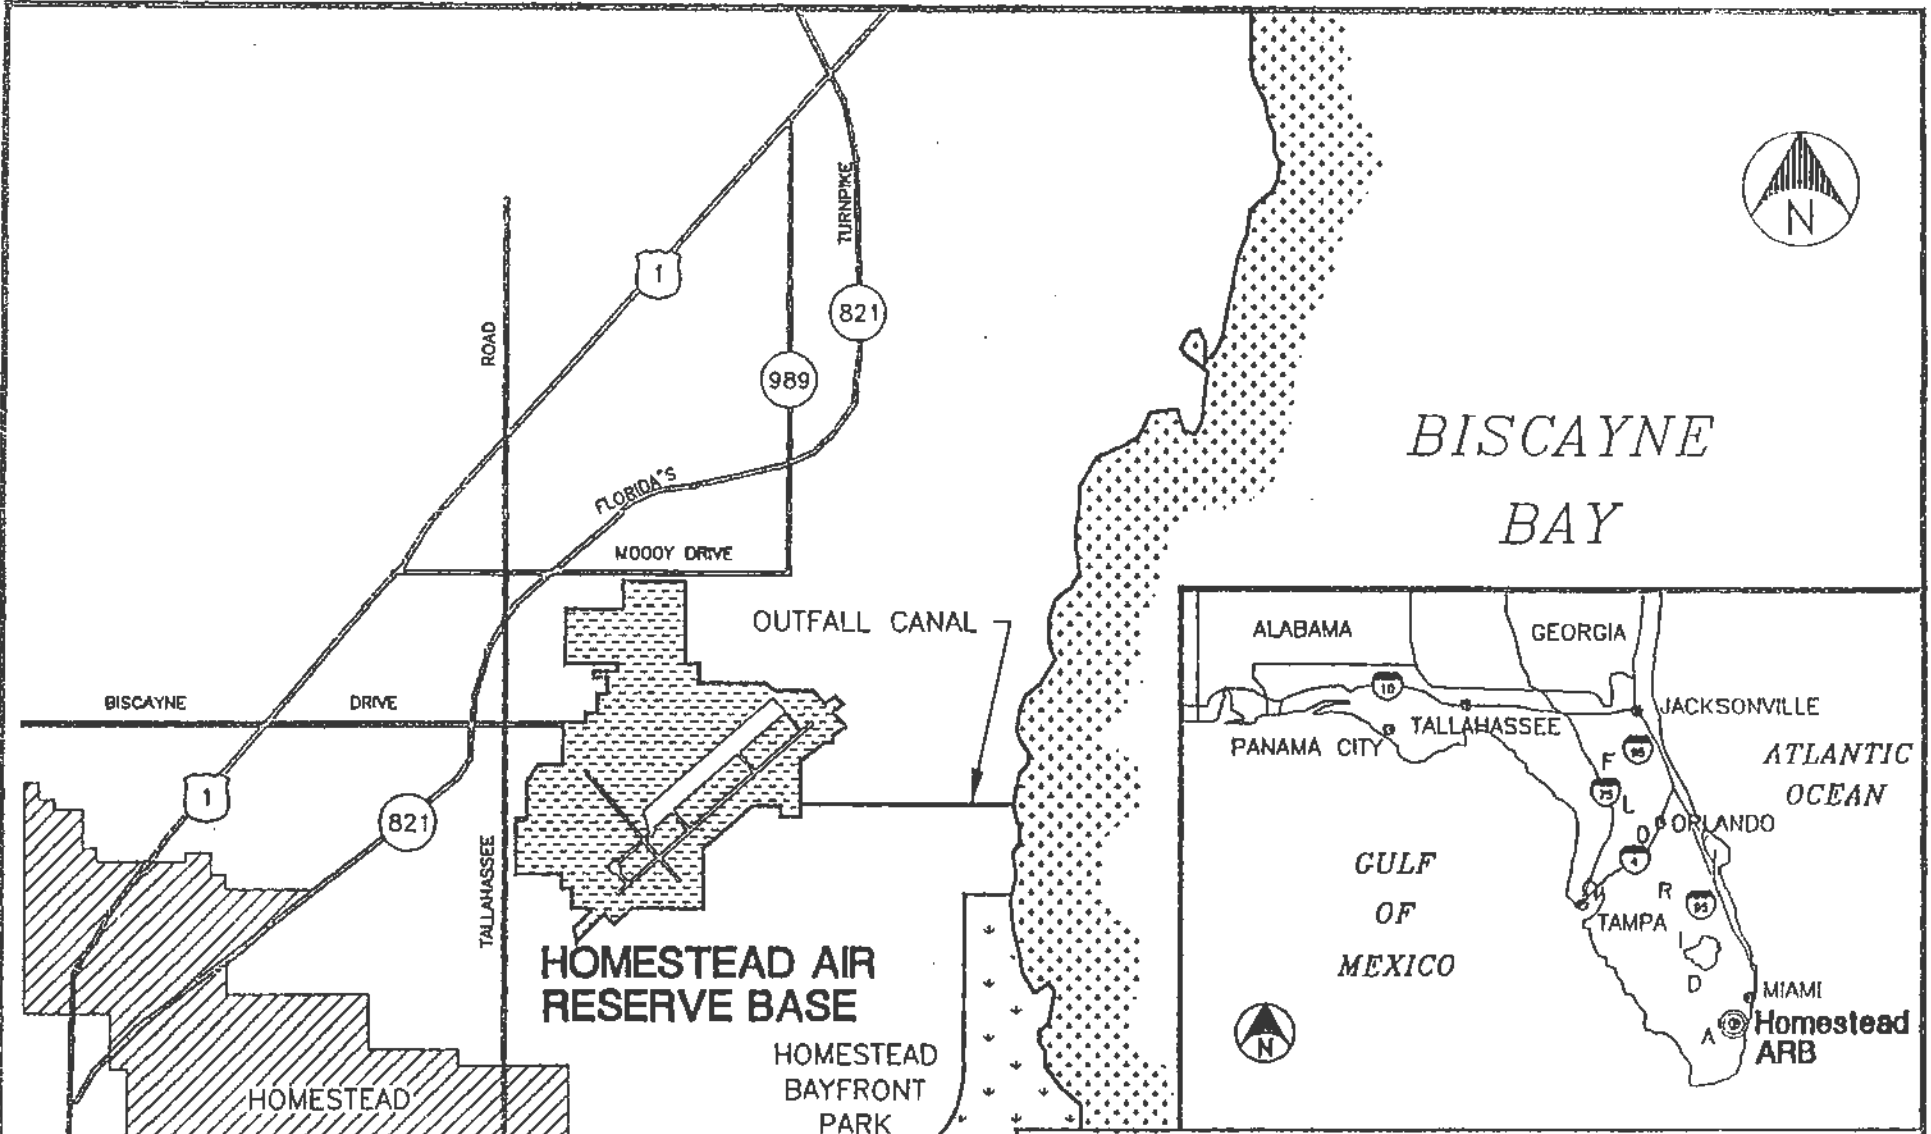 N
TURNPIKE
1
821
ROAD
989
BISCAYNE
BAY
FLORIDA'S
MOODY DRIVE
OUTFALL CANAL
BISCAYNE DRIVE
1
821
TALLAHASSEE
HOMESTEAD AIR
RESERVE BASE
HOMESTEAD
BAYFRONT
PARK
HOMESTEAD
ALABAMA
GEORGIA
10
JACKSONVILLE
TALLAHASSEE
PANAMA CITY
ATLANTIC
OCEAN
95
F
75
L
O
ORLANDO
4
GULF
OF
MEXICO
R
95
TAMPA
I
D
MIAMI
A
Homestead
ARB
N